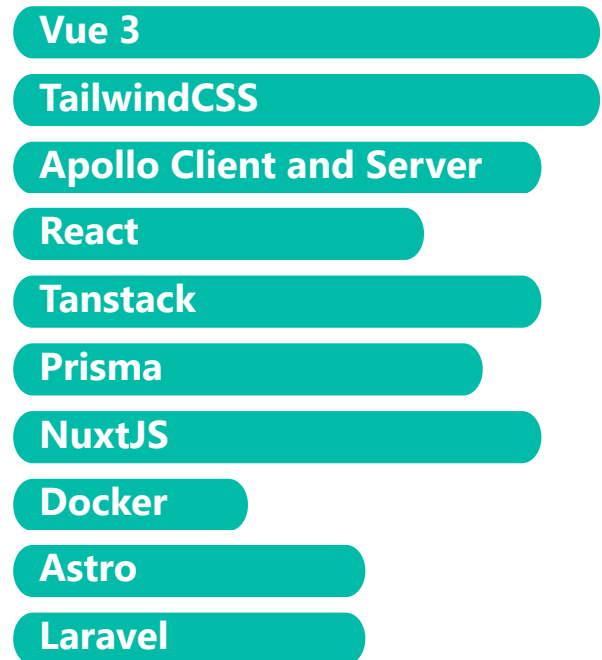 Vue 3
TailwindCSS
Apollo Client and Server
React
Tanstack
Prisma
NuxtJS
Docker
Astro
Laravel